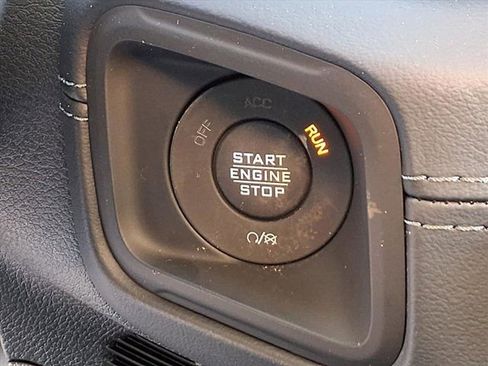 ACC
OFF
RUN
START
ENGINE
STOP